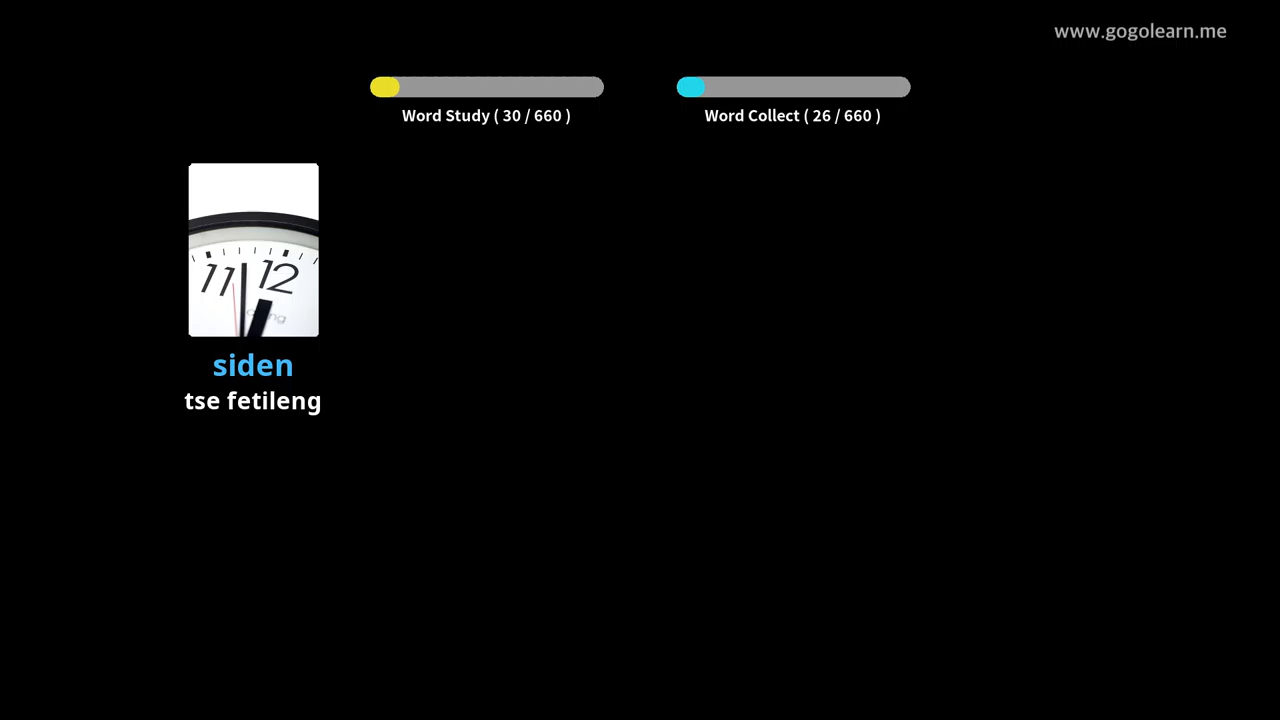 www.gogolearn.me
Word Study ( 30 / 660 )
Word Collect ( 26 / 660 )
11 12
siden
tse fetileng